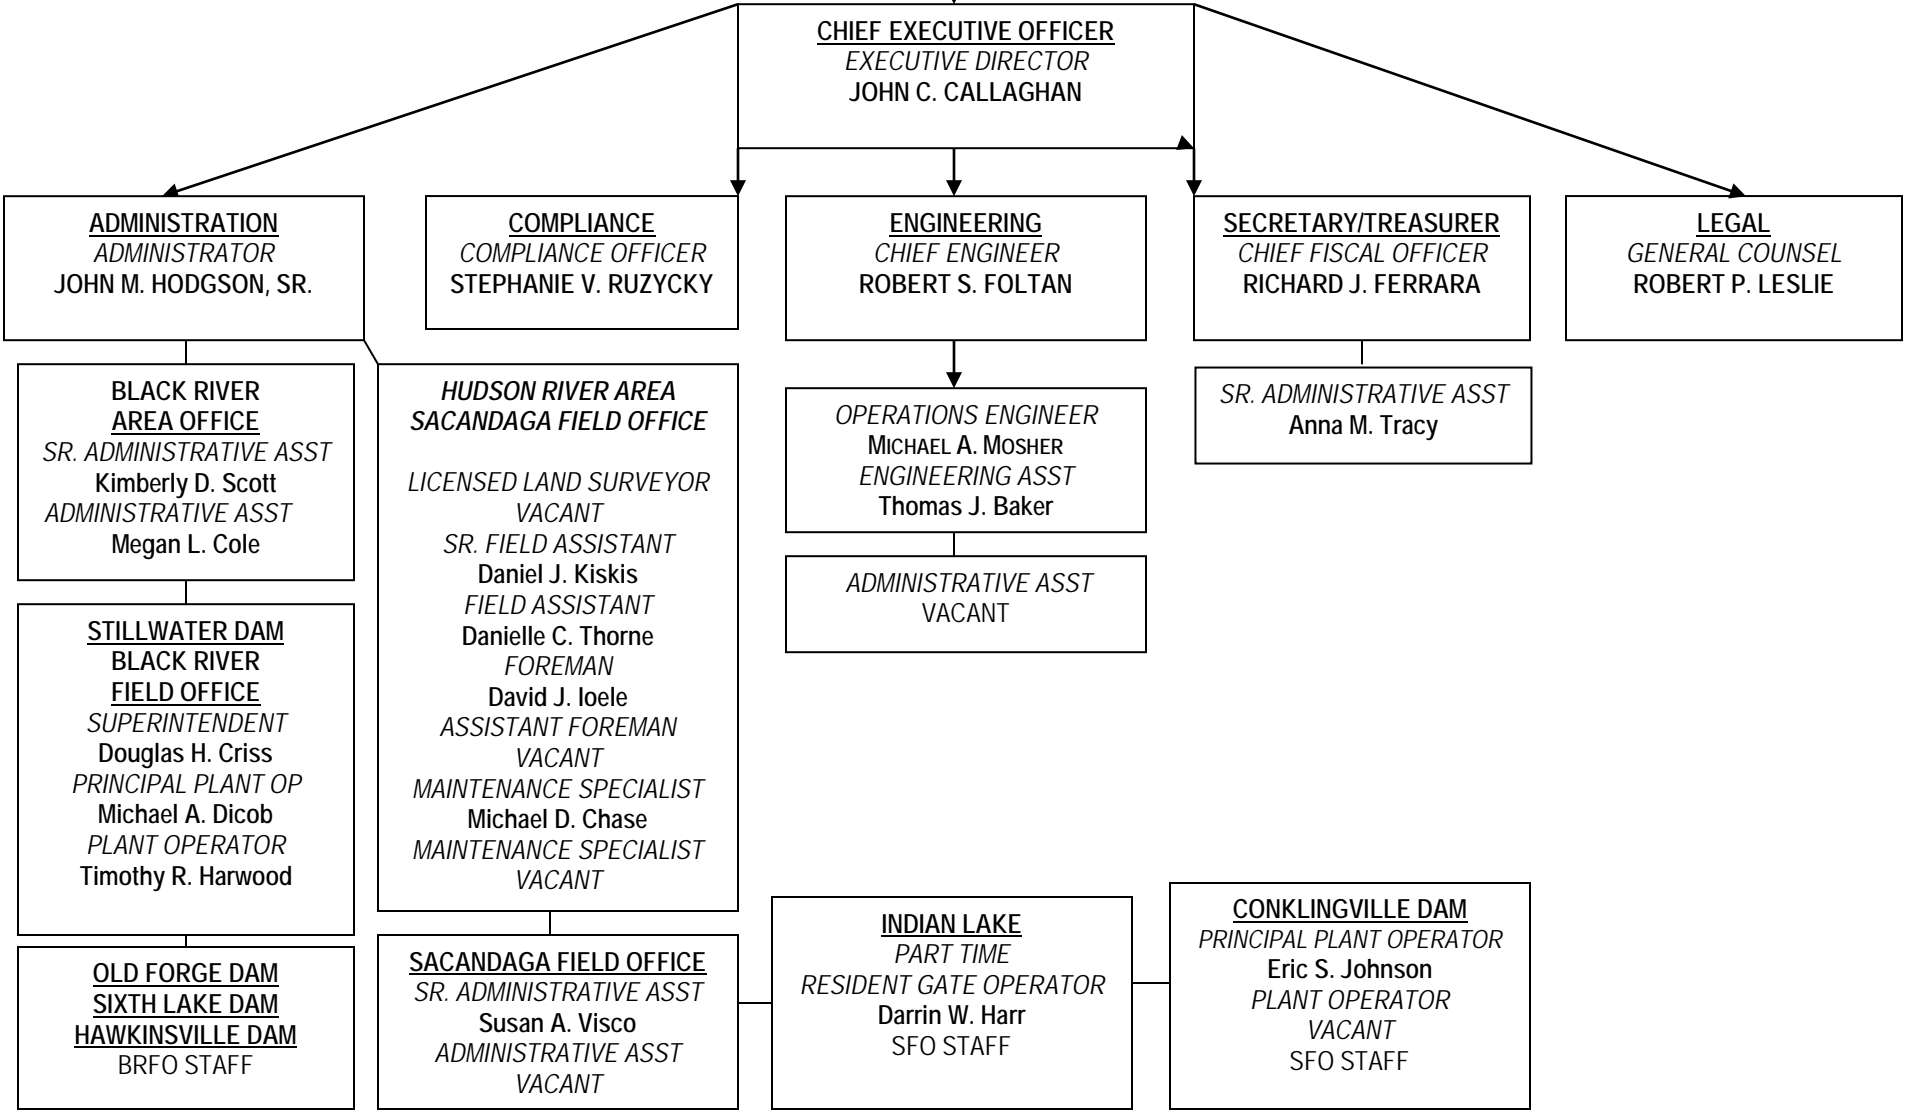 CHIEF EXECUTIVE OFFICER
EXECUTIVE DIRECTOR
JOHN C. CALLAGHAN
ADMINISTRATION
ADMINISTRATOR
JOHN M. HODGSON, SR.
COMPLIANCE
COMPLIANCE OFFICER
STEPHANIE V. RUZYCKY
ENGINEERING
CHIEF ENGINEER
ROBERT S. FOLTAN
SECRETARY/TREASURER
CHIEF FISCAL OFFICER
RICHARD J. FERRARA
LEGAL
GENERAL COUNSEL
ROBERT P. LESLIE
BLACK RIVER
AREA OFFICE
SR. ADMINISTRATIVE ASST
Kimberly D. Scott
ADMINISTRATIVE ASST
Megan L. Cole
HUDSON RIVER AREA
SACANDAGA FIELD OFFICE
LICENSED LAND SURVEYOR
VACANT
SR. FIELD ASSISTANT
Daniel J. Kiskis
FIELD ASSISTANT
Danielle C. Thorne
FOREMAN
David J. Ioele
ASSISTANT FOREMAN
VACANT
MAINTENANCE SPECIALIST
Michael D. Chase
MAINTENANCE SPECIALIST
VACANT
OPERATIONS ENGINEER
MICHAEL A. MOSHER
ENGINEERING ASST
Thomas J. Baker
SR. ADMINISTRATIVE ASST
Anna M. Tracy
ADMINISTRATIVE ASST
VACANT
STILLWATER DAM
BLACK RIVER
FIELD OFFICE
SUPERINTENDENT
Douglas H. Criss
PRINCIPAL PLANT OP
Michael A. Dicob
PLANT OPERATOR
Timothy R. Harwood
OLD FORGE DAM
SIXTH LAKE DAM
HAWKINSVILLE DAM
BRFO STAFF
SACANDAGA FIELD OFFICE
SR. ADMINISTRATIVE ASST
Susan A. Visco
ADMINISTRATIVE ASST
VACANT
INDIAN LAKE
PART TIME
RESIDENT GATE OPERATOR
Darrin W. Harr
SFO STAFF
CONKLINGVILLE DAM
PRINCIPAL PLANT OPERATOR
Eric S. Johnson
PLANT OPERATOR
VACANT
SFO STAFF